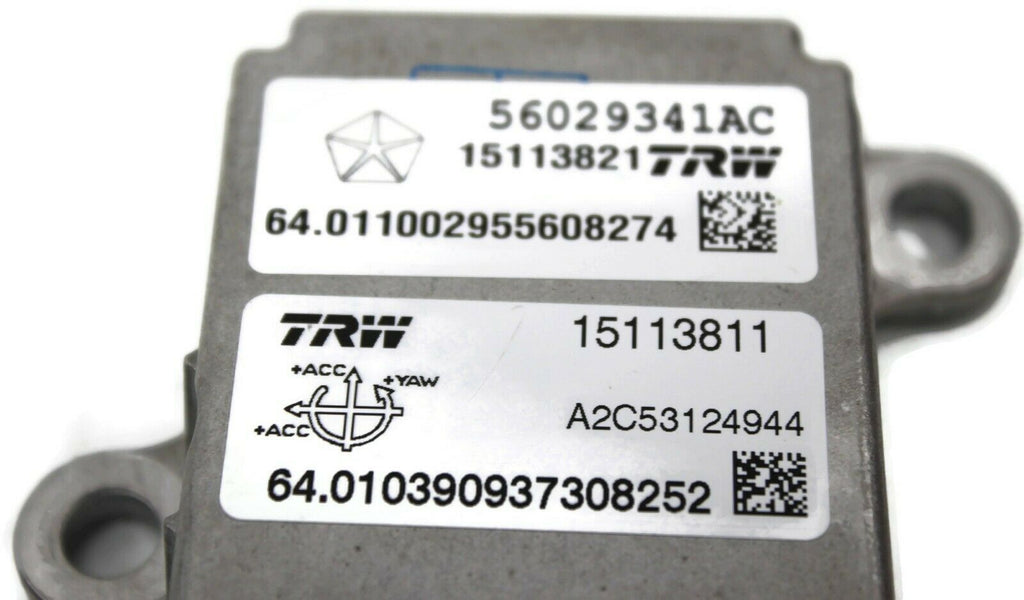 56029341AC
15113821 TRW
64.011002955608274
TRW 15113811
+ACC +YAW
A2C53124944
+ACC
64.010390937308252